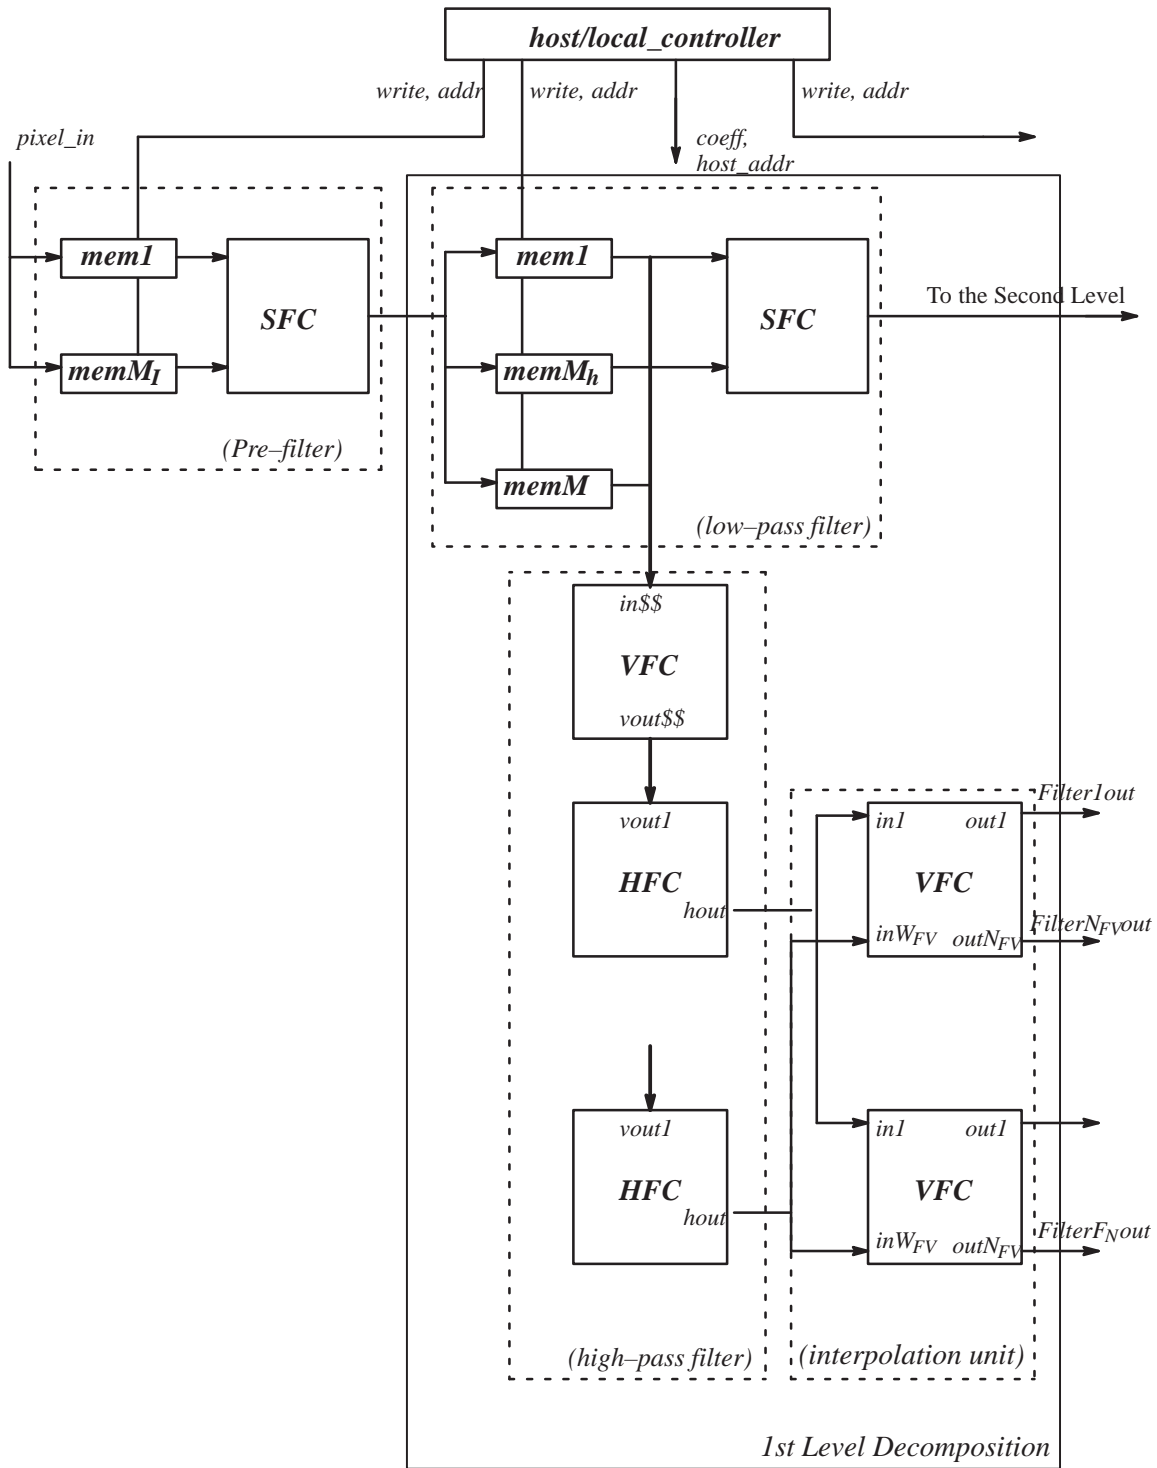 host/local_controller
write, addr
write, addr
write, addr
pixel_in
coeff,
host_addr
mem1
SFC
memM_I
(Pre–filter)
mem1
memM_h
memM
SFC
To the Second Level
(low–pass filter)
in$$
VFC
vout$$
vout1
HFC
hout
in1
out1
VFC
inW_FV
outN_FV
Filter1out
FilterN_FVout
vout1
HFC
hout
in1
out1
VFC
inW_FV
outN_FV
FilterF_Nout
(high–pass filter)
(interpolation unit)
1st Level Decomposition